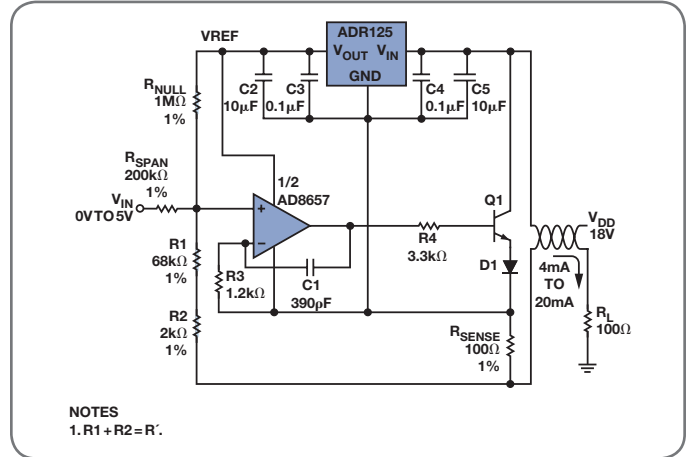 VREF
ADR125
VOUT VIN
GND
RNULL
1MΩ
1%
C2
10µF
C3
0.1µF
C4
0.1µF
C5
10µF
RSPAN
200kΩ
1%
VIN
0V TO 5V
1/2
AD8657
+
–
R1
68kΩ
1%
R2
2kΩ
1%
R3
1.2kΩ
C1
390pF
R4
3.3kΩ
Q1
D1
VDD
18V
4mA
TO
20mA
RL
100Ω
RSENSE
100Ω
1%
NOTES
1. R1 + R2 = R´.